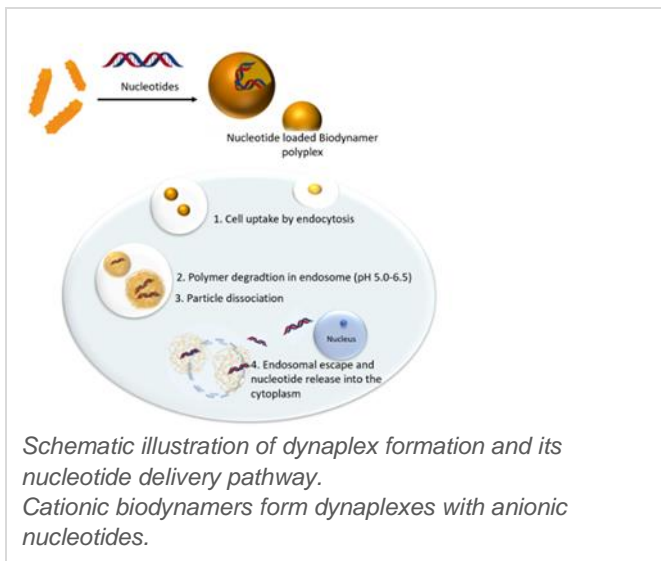 Nucleotides
Nucleotide loaded Biodynamer
polyplex
1. Cell uptake by endocytosis
2. Polymer degradtion in endosome (pH 5.0-6.5)
3. Particle dissociation
Nucleus
4. Endosomal escape and
nucleotide release into the
cytoplasm
Schematic illustration of dynaplex formation and its
nucleotide delivery pathway.
Cationic biodynamers form dynaplexes with anionic
nucleotides.